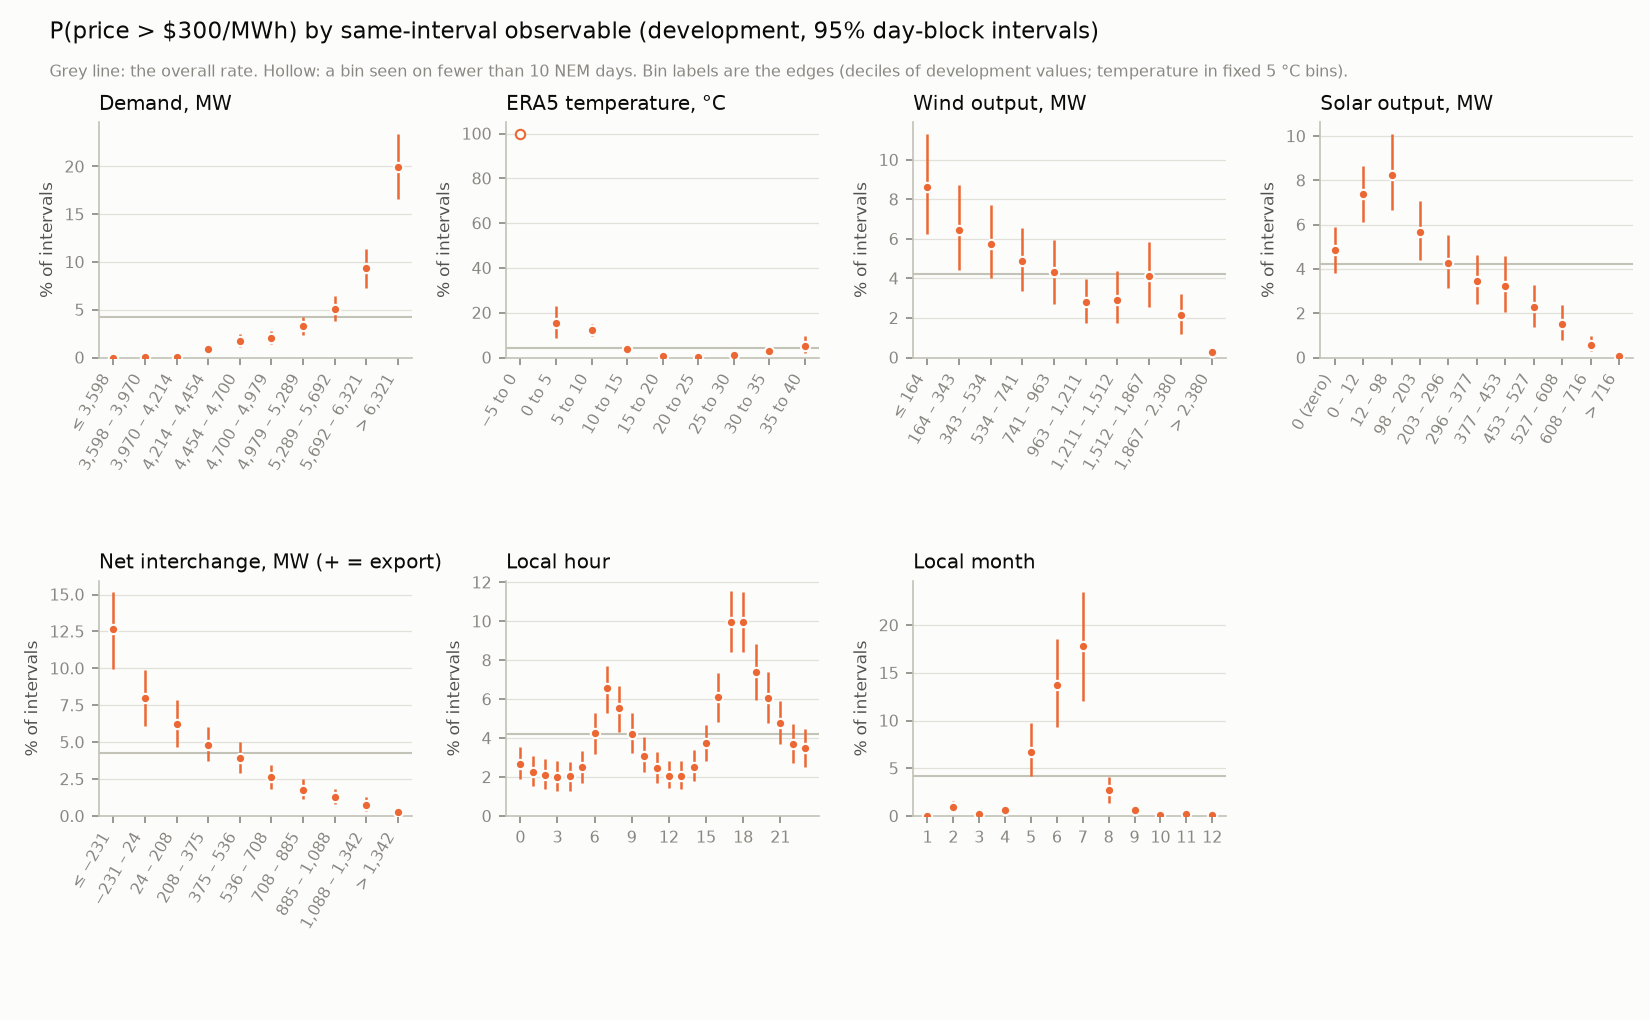 P(price > $300/MWh) by same-interval observable (development, 95% day-block intervals)
Grey line: the overall rate. Hollow: a bin seen on fewer than 10 NEM days. Bin labels are the edges (deciles of development values; temperature in fixed 5 °C bins).
Demand, MW
% of intervals
20
15
10
5
0
≤ 3,598
3,598 – 3,970
3,970 – 4,214
4,214 – 4,454
4,454 – 4,700
4,700 – 4,979
4,979 – 5,289
5,289 – 5,692
5,692 – 6,321
> 6,321
ERA5 temperature, °C
% of intervals
100
80
60
40
20
0
−5 to 0
0 to 5
5 to 10
10 to 15
15 to 20
20 to 25
25 to 30
30 to 35
35 to 40
Wind output, MW
% of intervals
10
8
6
4
2
0
≤ 164
164 – 343
343 – 534
534 – 741
741 – 963
963 – 1,211
1,211 – 1,512
1,512 – 1,867
1,867 – 2,380
> 2,380
Solar output, MW
% of intervals
10
8
6
4
2
0
0 (zero)
0 – 12
12 – 98
98 – 203
203 – 296
296 – 377
377 – 453
453 – 527
527 – 608
608 – 716
> 716
Net interchange, MW (+ = export)
% of intervals
15.0
12.5
10.0
7.5
5.0
2.5
0.0
≤ −231
−231 – 24
24 – 208
208 – 375
375 – 536
536 – 708
708 – 885
885 – 1,088
1,088 – 1,342
> 1,342
Local hour
% of intervals
12
10
8
6
4
2
0
0 3 6 9 12 15 18 21
Local month
% of intervals
20
15
10
5
0
1 2 3 4 5 6 7 8 9 10 11 12